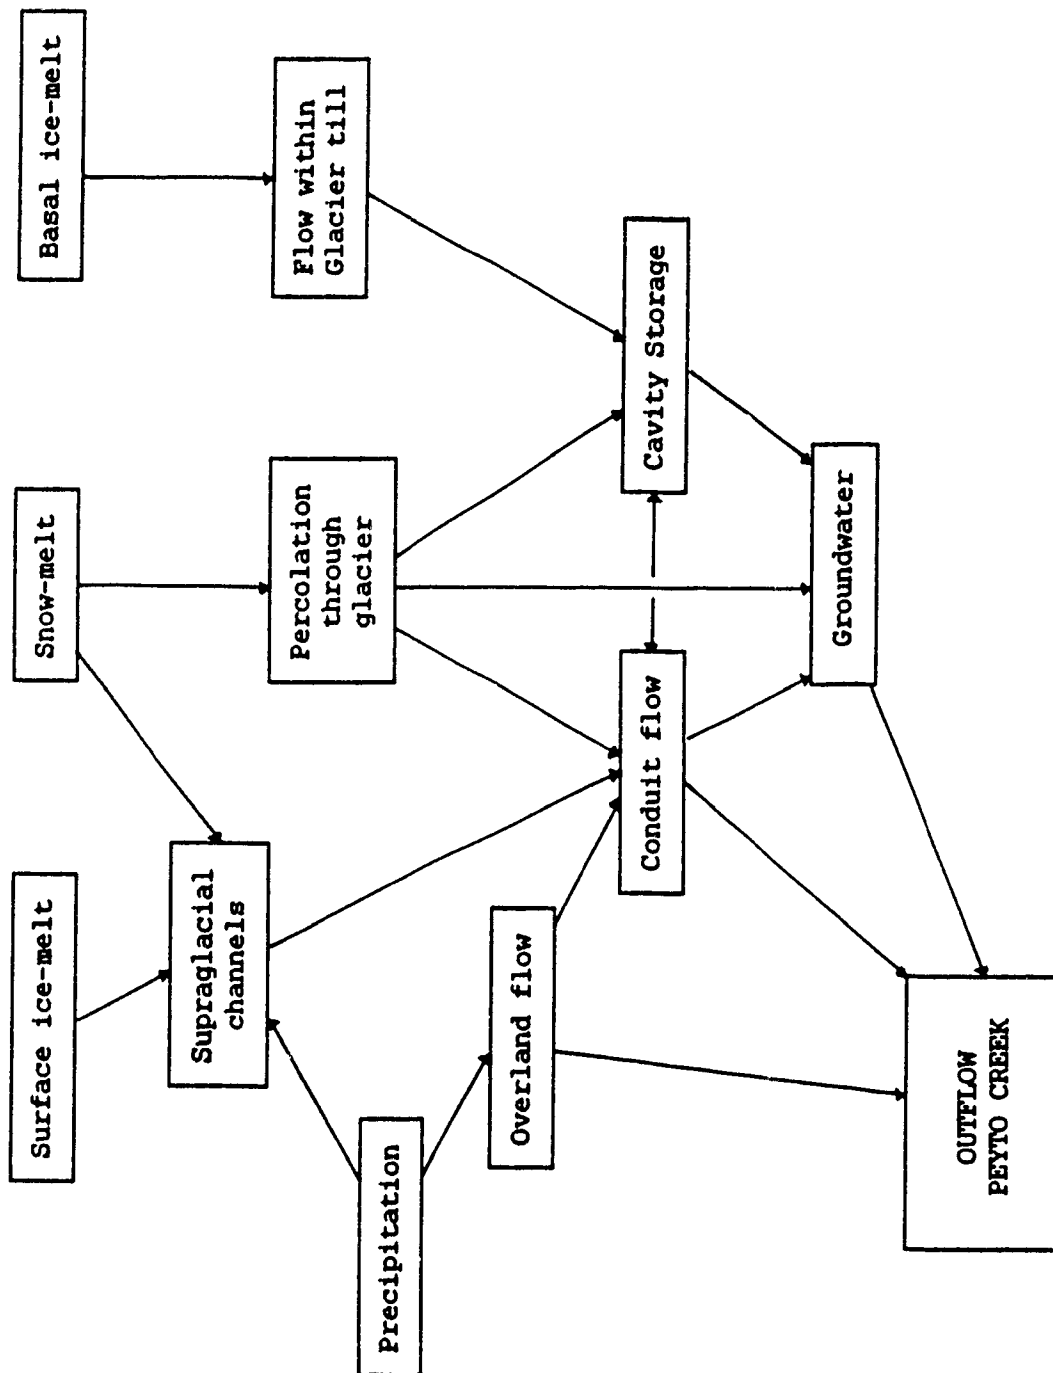 Surface ice-melt
Snow-melt
Basal ice-melt
Supraglacial
channels
Percolation
through
glacier
Flow within
Glacier till
Precipitation
Overland flow
Conduit flow
Cavity Storage
Groundwater
OUTFLOW
PEYTO CREEK